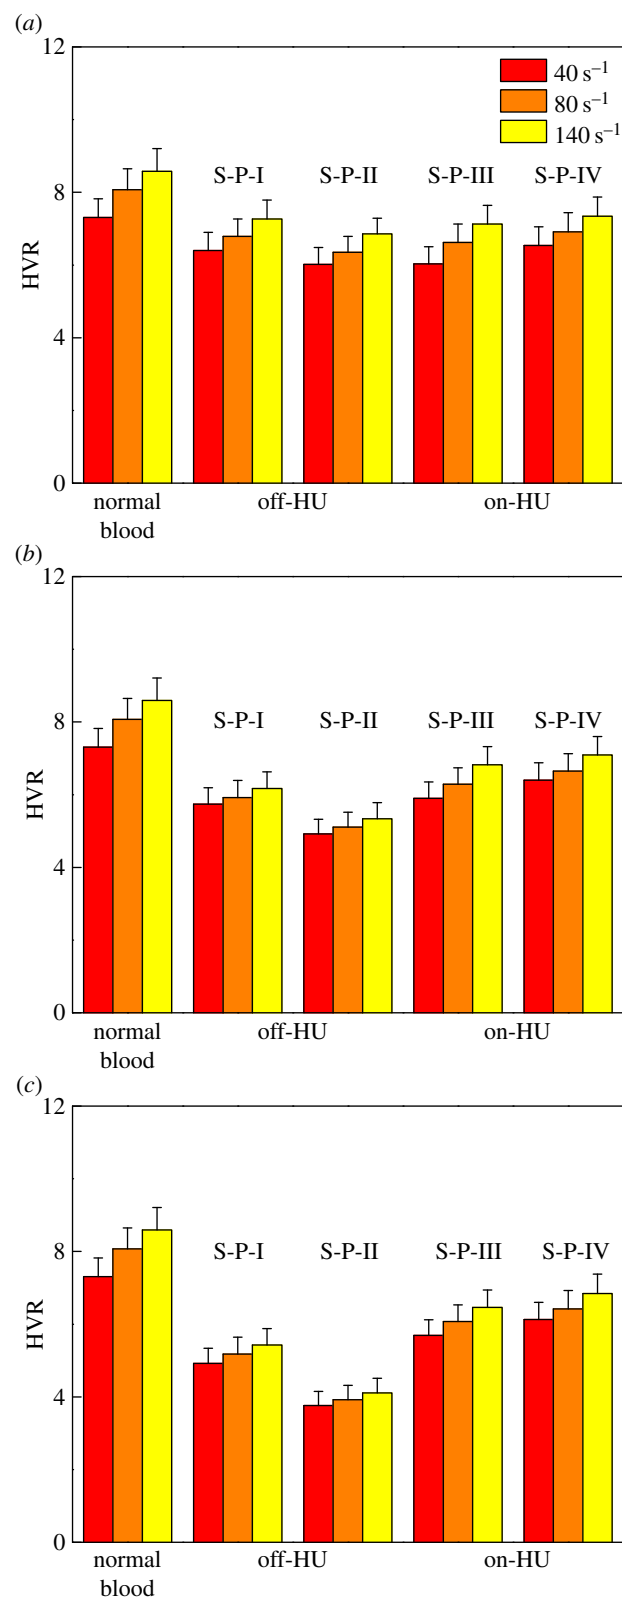 (a)
12
40 s⁻¹
80 s⁻¹
140 s⁻¹
S-P-I S-P-II S-P-III S-P-IV
8
HVR
4
0
normal blood off-HU on-HU
(b)
12
8
S-P-I S-P-II S-P-III S-P-IV
HVR
4
0
normal blood off-HU on-HU
(c)
12
8
S-P-I S-P-II S-P-III S-P-IV
HVR
4
0
normal blood off-HU on-HU